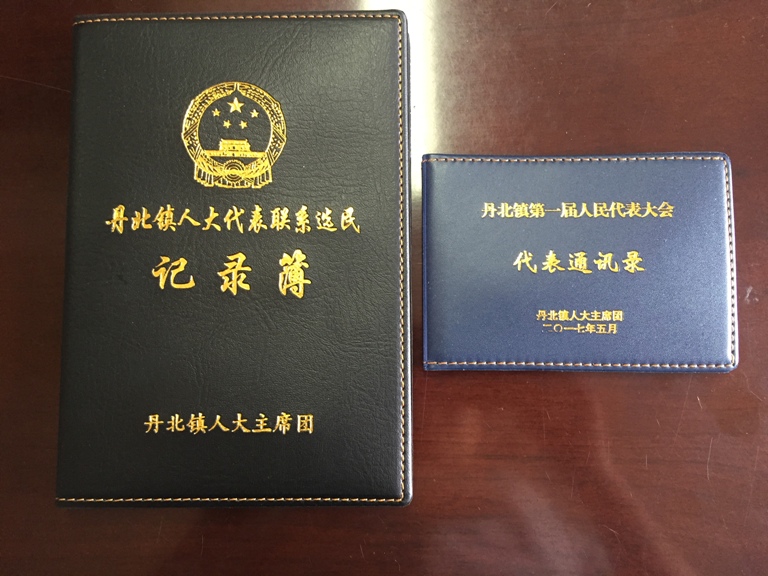 丹北镇人大代表联系选民
记录薄
丹北镇人大主席团
丹北镇第一届人民代表大会
代表通讯录
丹北镇人大主席团
二〇一七年五月